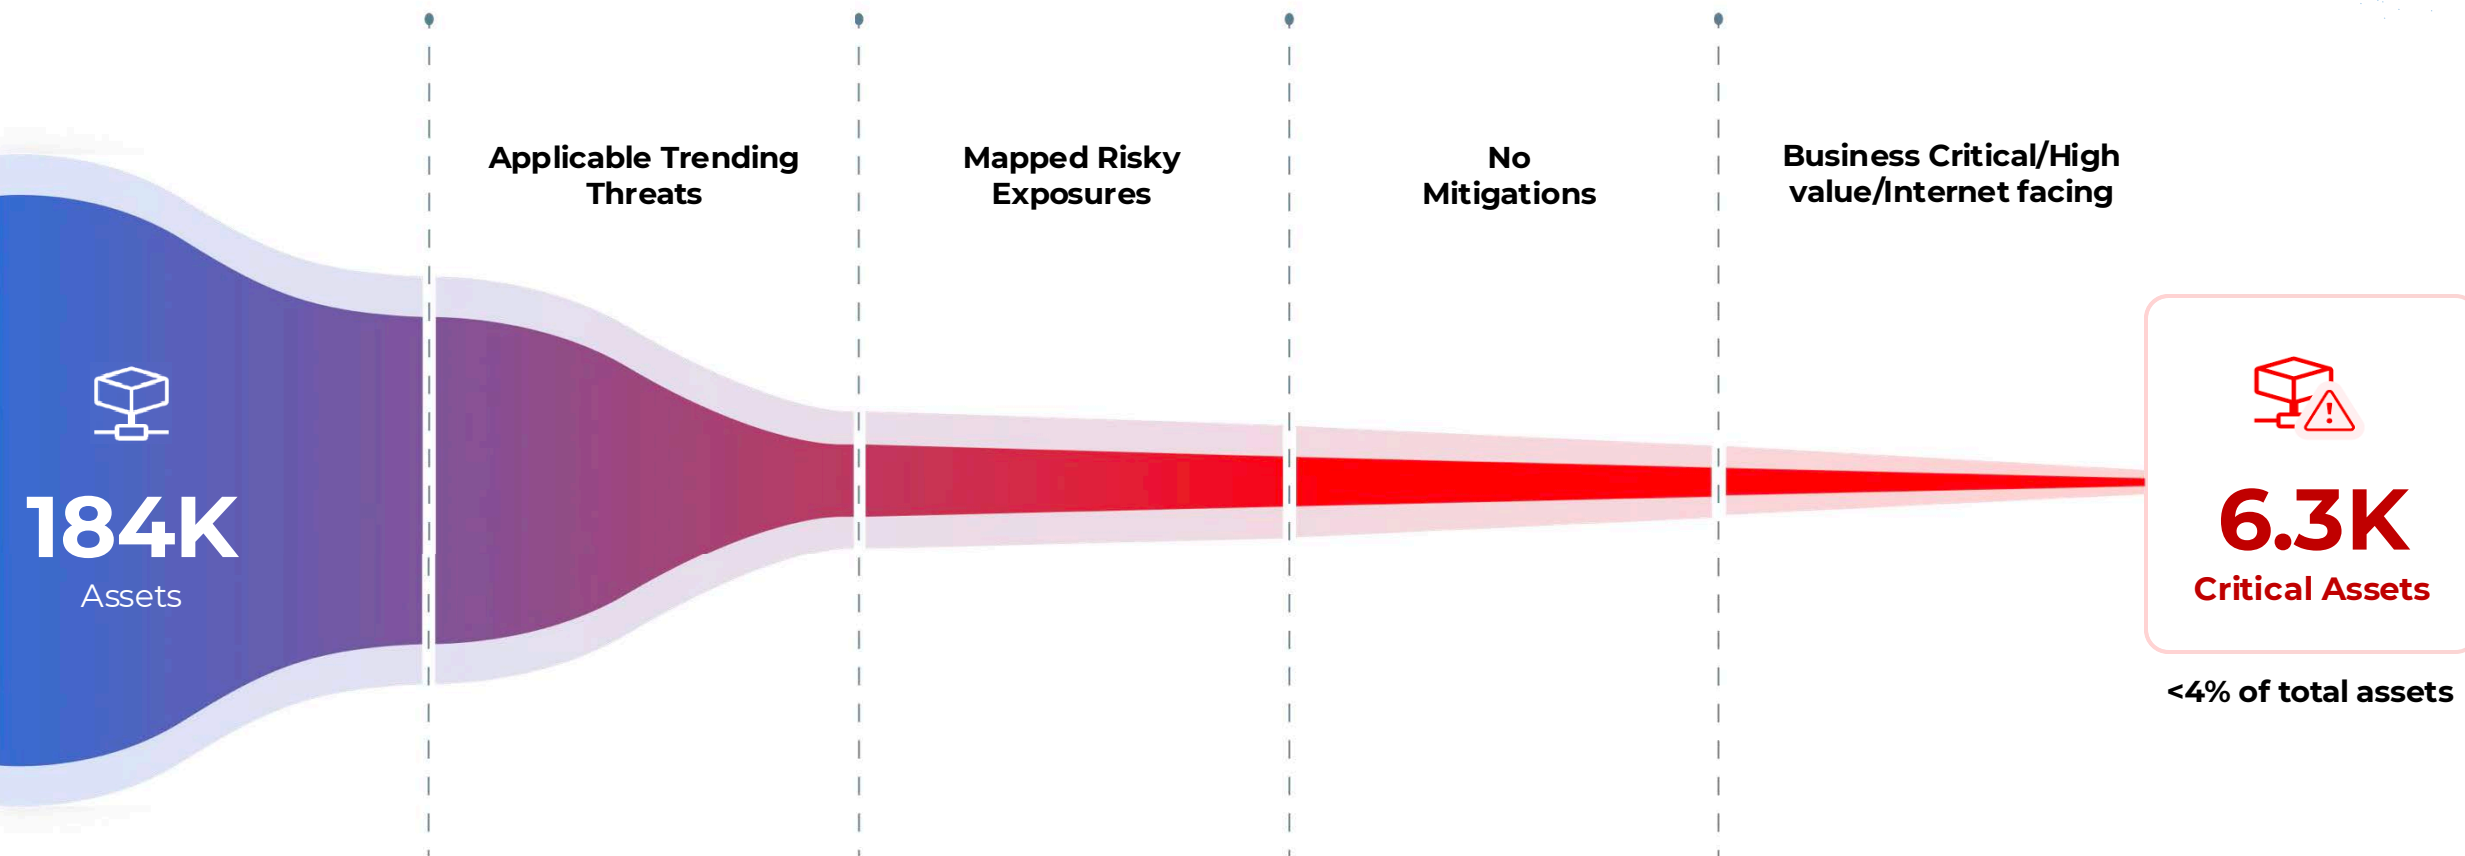 Applicable Trending
Threats
Mapped Risky
Exposures
No
Mitigations
Business Critical/High
value/Internet facing
184K
Assets
6.3K
Critical Assets
<4% of total assets